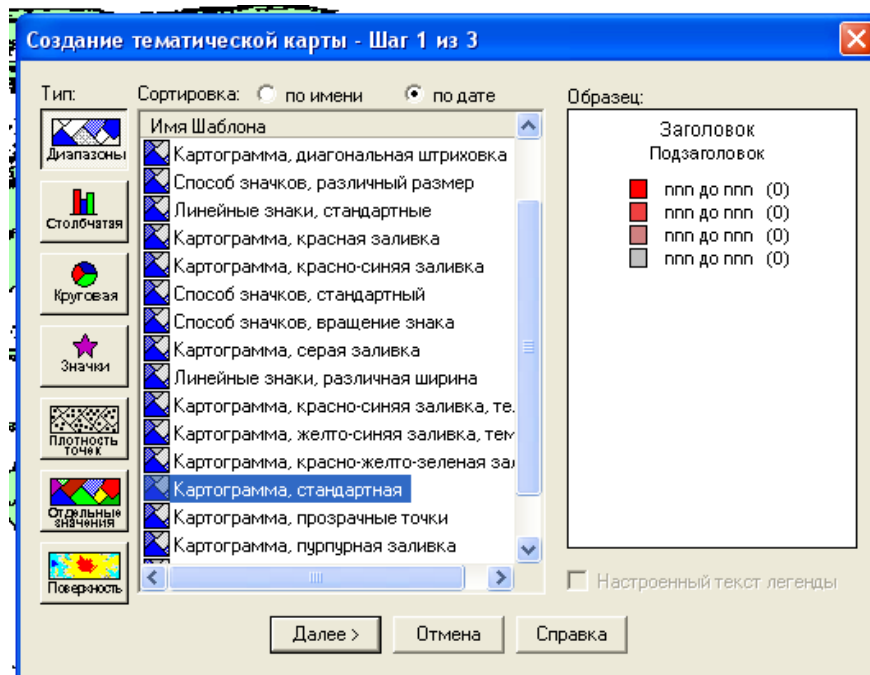 Создание тематической карты - Шаг 1 из 3
Тип:
Диапазоны
Столбчатая
Круговая
Значки
Плотность точек
Отдельные значения
Поверхность
Сортировка: по имени по дате
Имя Шаблона
Картограмма, диагональная штриховка
Способ значков, различный размер
Линейные знаки, стандартные
Картограмма, красная заливка
Картограмма, красно-синяя заливка
Способ значков, стандартный
Способ значков, вращение знака
Картограмма, серая заливка
Линейные знаки, различная ширина
Картограмма, красно-синяя заливка, те.
Картограмма, желто-синяя заливка, тем
Картограмма, красно-желто-зеленая зал
Картограмма, стандартная
Картограмма, прозрачные точки
Картограмма, пурпурная заливка
Образец:
Заголовок
Подзаголовок
nnn до nnn (0)
nnn до nnn (0)
nnn до nnn (0)
nnn до nnn (0)
Настроенный текст легенды
Далее > Отмена Справка